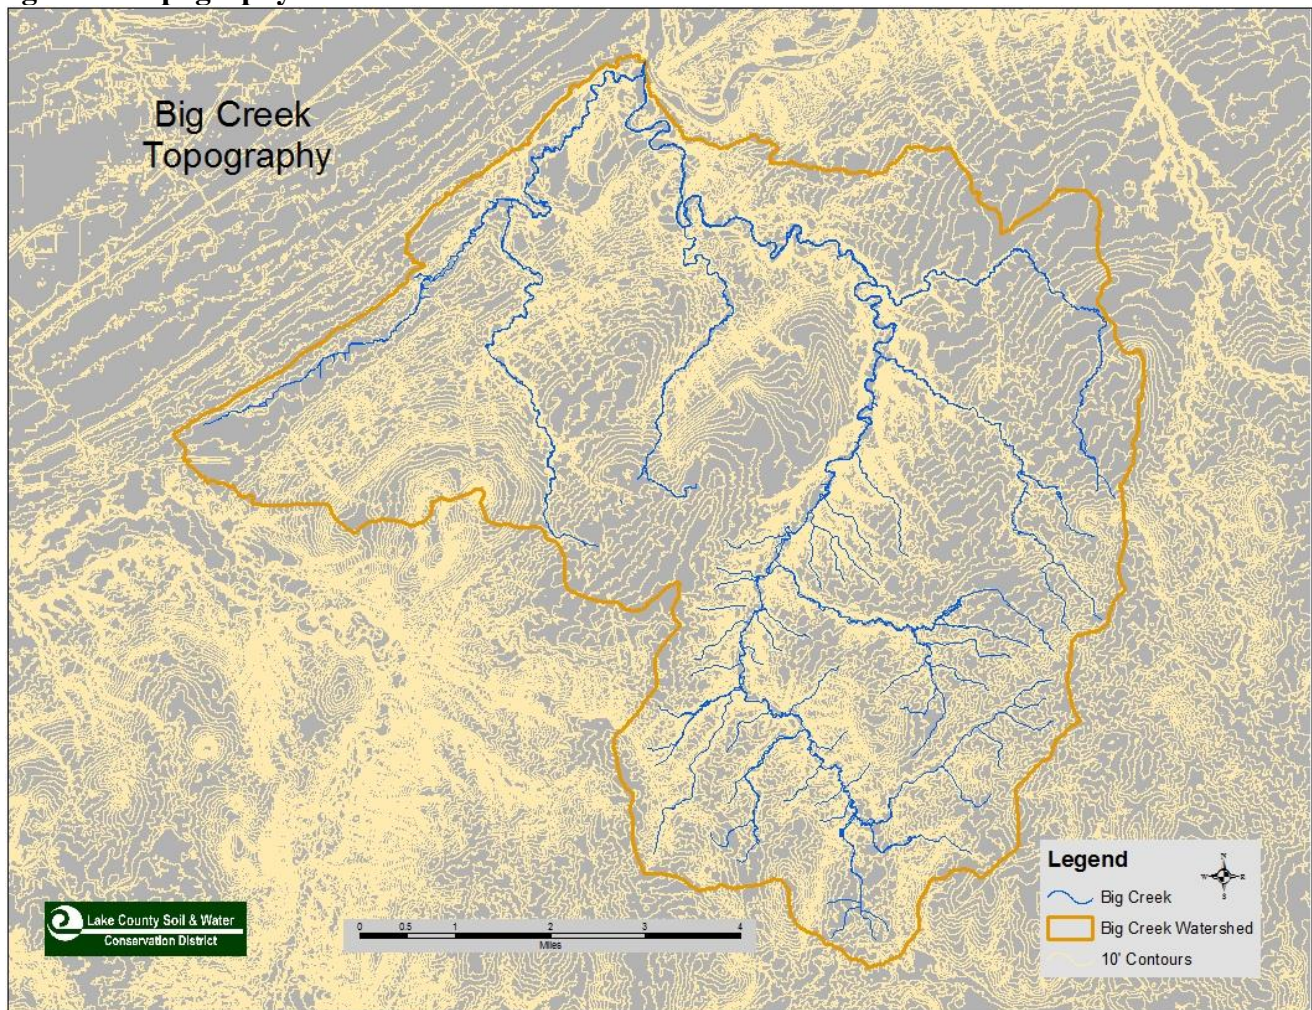 Big Creek
Topography
Legend
N
W E
S
Big Creek
Big Creek Watershed
10' Contours
Lake County Soil & Water
Conservation District
0 0.5 1 2 3 4
Miles